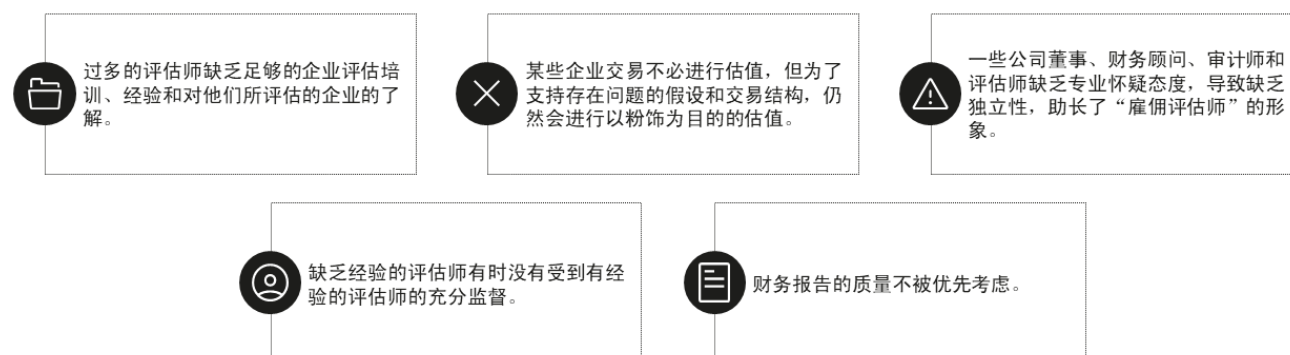 过多的评估师缺乏足够的企业评估培
训、经验和对他们所评估的企业的了
解。
某些企业交易不必进行估值，但为了
支持存在问题的假设和交易结构，仍
然会进行以粉饰为目的的估值。
一些公司董事、财务顾问、审计师和
评估师缺乏专业怀疑态度，导致缺乏
独立性，助长了“雇佣评估师”的形
象。
缺乏经验的评估师有时没有受到有经
验的评估师的充分监督。
财务报告的质量不被优先考虑。